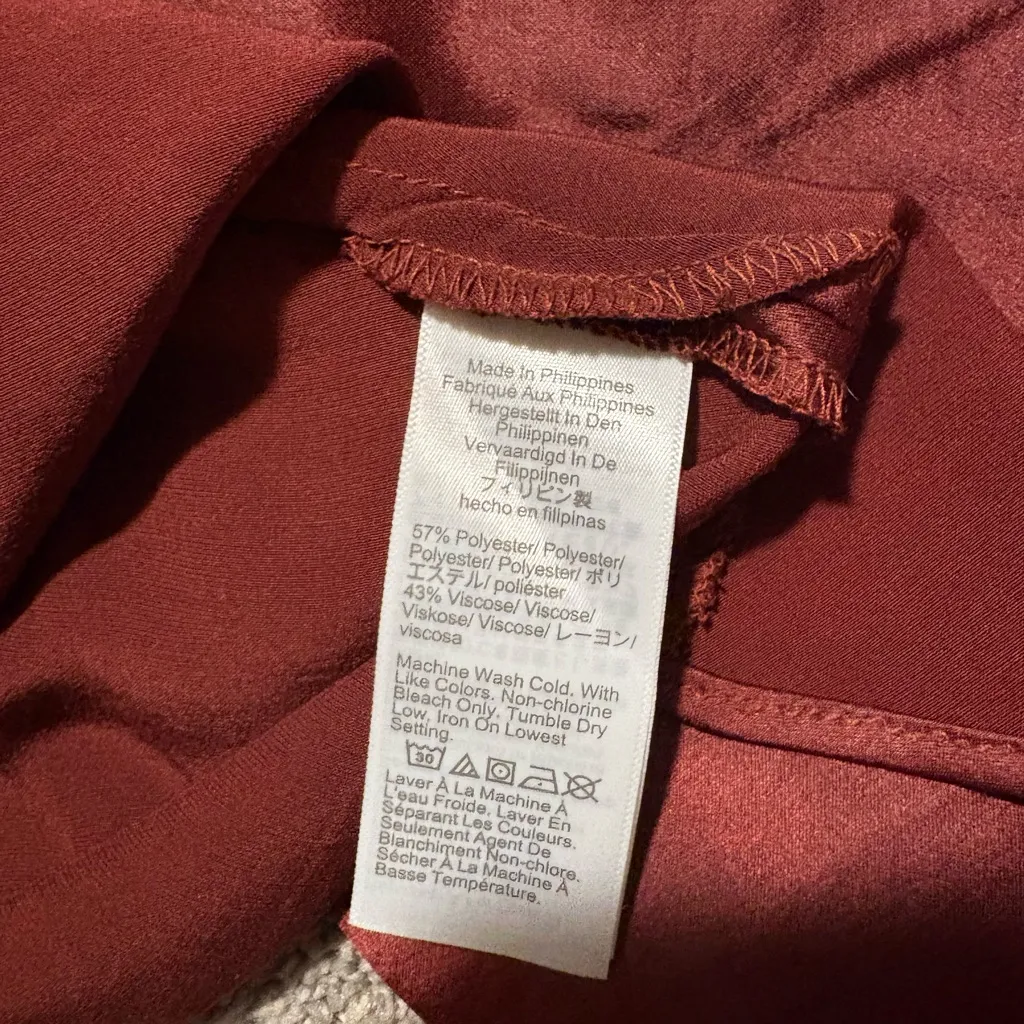 Made In Philippines
Fabriqué Aux Philippines
Hergestellt In Den
Philippinen
Vervaardigd In De
Filippijnen
フィリピン製
hecho en filipinas
57% Polyester/ Polyester/
Polyester/ Polyester/ ポリ
エステル/ poliéster
43% Viscose/ Viscose/
Viskose/ Viscose/ レーヨン/
viscosa
Machine Wash Cold. With
Like Colors. Non-chlorine
Bleach Only. Tumble Dry
Low. Iron On Lowest
Setting.
30
Laver À La Machine À
L'eau Froide. Laver En
Séparant Les Couleurs.
Seulement Agent De
Blanchiment Non-chlore.
Sécher À La Machine À
Basse Température.